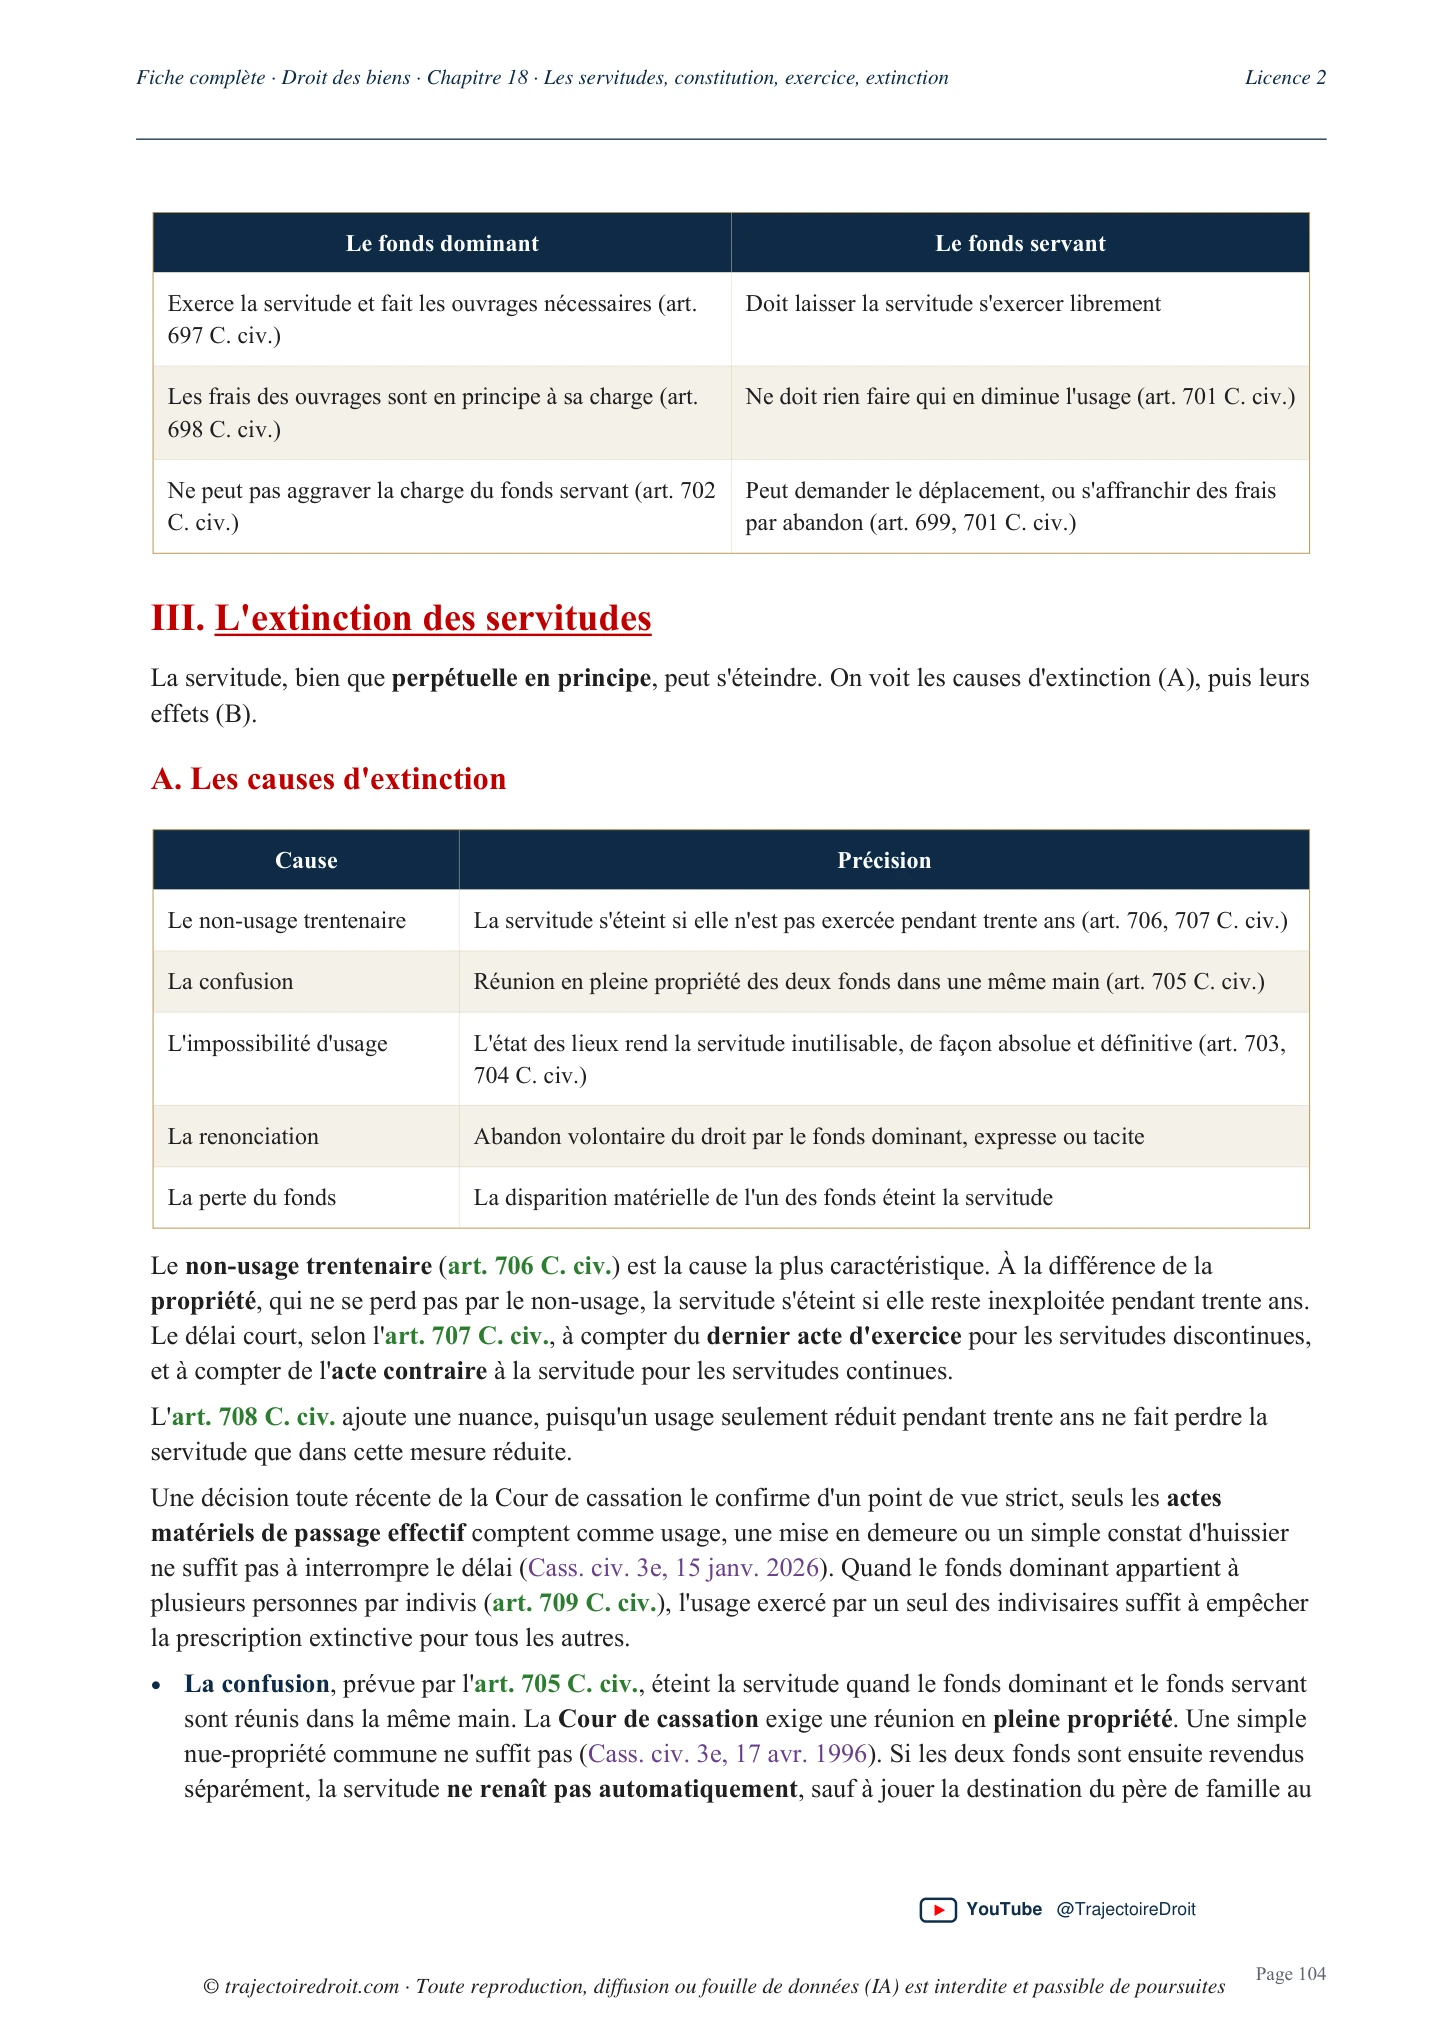 Fiche complète · Droit des biens · Chapitre 18 · Les servitudes, constitution, exercice, extinction Licence 2
Le fonds dominant Le fonds servant
Exerce la servitude et fait les ouvrages nécessaires (art. 697 C. civ.) Doit laisser la servitude s'exercer librement
Les frais des ouvrages sont en principe à sa charge (art. 698 C. civ.) Ne doit rien faire qui en diminue l'usage (art. 701 C. civ.)
Ne peut pas aggraver la charge du fonds servant (art. 702 C. civ.) Peut demander le déplacement, ou s'affranchir des frais par abandon (art. 699, 701 C. civ.)
III. L'extinction des servitudes
La servitude, bien que perpétuelle en principe, peut s'éteindre. On voit les causes d'extinction (A), puis leurs
effets (B).
A. Les causes d'extinction
Cause Précision
Le non-usage trentenaire La servitude s'éteint si elle n'est pas exercée pendant trente ans (art. 706, 707 C. civ.)
La confusion Réunion en pleine propriété des deux fonds dans une même main (art. 705 C. civ.)
L'impossibilité d'usage L'état des lieux rend la servitude inutilisable, de façon absolue et définitive (art. 703,
704 C. civ.)
La renonciation Abandon volontaire du droit par le fonds dominant, expresse ou tacite
La perte du fonds La disparition matérielle de l'un des fonds éteint la servitude
Le non-usage trentenaire (art. 706 C. civ.) est la cause la plus caractéristique. À la différence de la
propriété, qui ne se perd pas par le non-usage, la servitude s'éteint si elle reste inexploitée pendant trente ans.
Le délai court, selon l'art. 707 C. civ., à compter du dernier acte d'exercice pour les servitudes discontinues,
et à compter de l'acte contraire à la servitude pour les servitudes continues.
L'art. 708 C. civ. ajoute une nuance, puisqu'un usage seulement réduit pendant trente ans ne fait perdre la
servitude que dans cette mesure réduite.
Une décision toute récente de la Cour de cassation le confirme d'un point de vue strict, seuls les actes
matériels de passage effectif comptent comme usage, une mise en demeure ou un simple constat d'huissier
ne suffit pas à interrompre le délai (Cass. civ. 3e, 15 janv. 2026). Quand le fonds dominant appartient à
plusieurs personnes par indivis (art. 709 C. civ.), l'usage exercé par un seul des indivisaires suffit à empêcher
la prescription extinctive pour tous les autres.
• La confusion, prévue par l'art. 705 C. civ., éteint la servitude quand le fonds dominant et le fonds servant
sont réunis dans la même main. La Cour de cassation exige une réunion en pleine propriété. Une simple
nue-propriété commune ne suffit pas (Cass. civ. 3e, 17 avr. 1996). Si les deux fonds sont ensuite revendus
séparément, la servitude ne renaît pas automatiquement, sauf à jouer la destination du père de famille au
YouTube @TrajectoireDroit
© trajectoiredroit.com · Toute reproduction, diffusion ou fouille de données (IA) est interdite et passible de poursuites Page 104